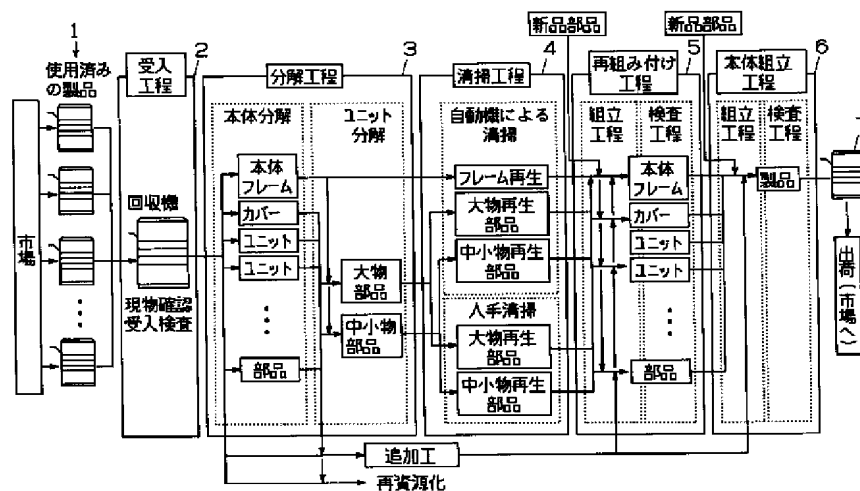 1
使用済み
の製品
市場
受入
工程
2
回収機
現物確認
受入検査
分解工程
3
本体分解
ユニット
分解
本体
フレーム
カバー
ユニット
ユニット
部品
大物
部品
中小物
部品
清掃工程
4
自動機による
清掃
フレーム再生
大物再生
部品
中小物再生
部品
人手清掃
大物再生
部品
中小物再生
部品
新品部品
再組み付け
工程
5
組立
工程
検査
工程
本体
フレーム
カバー
ユニット
ユニット
部品
新品部品
本体組立
工程
6
組立
工程
検査
工程
製品
出荷(市場へ)
追加工
再資源化